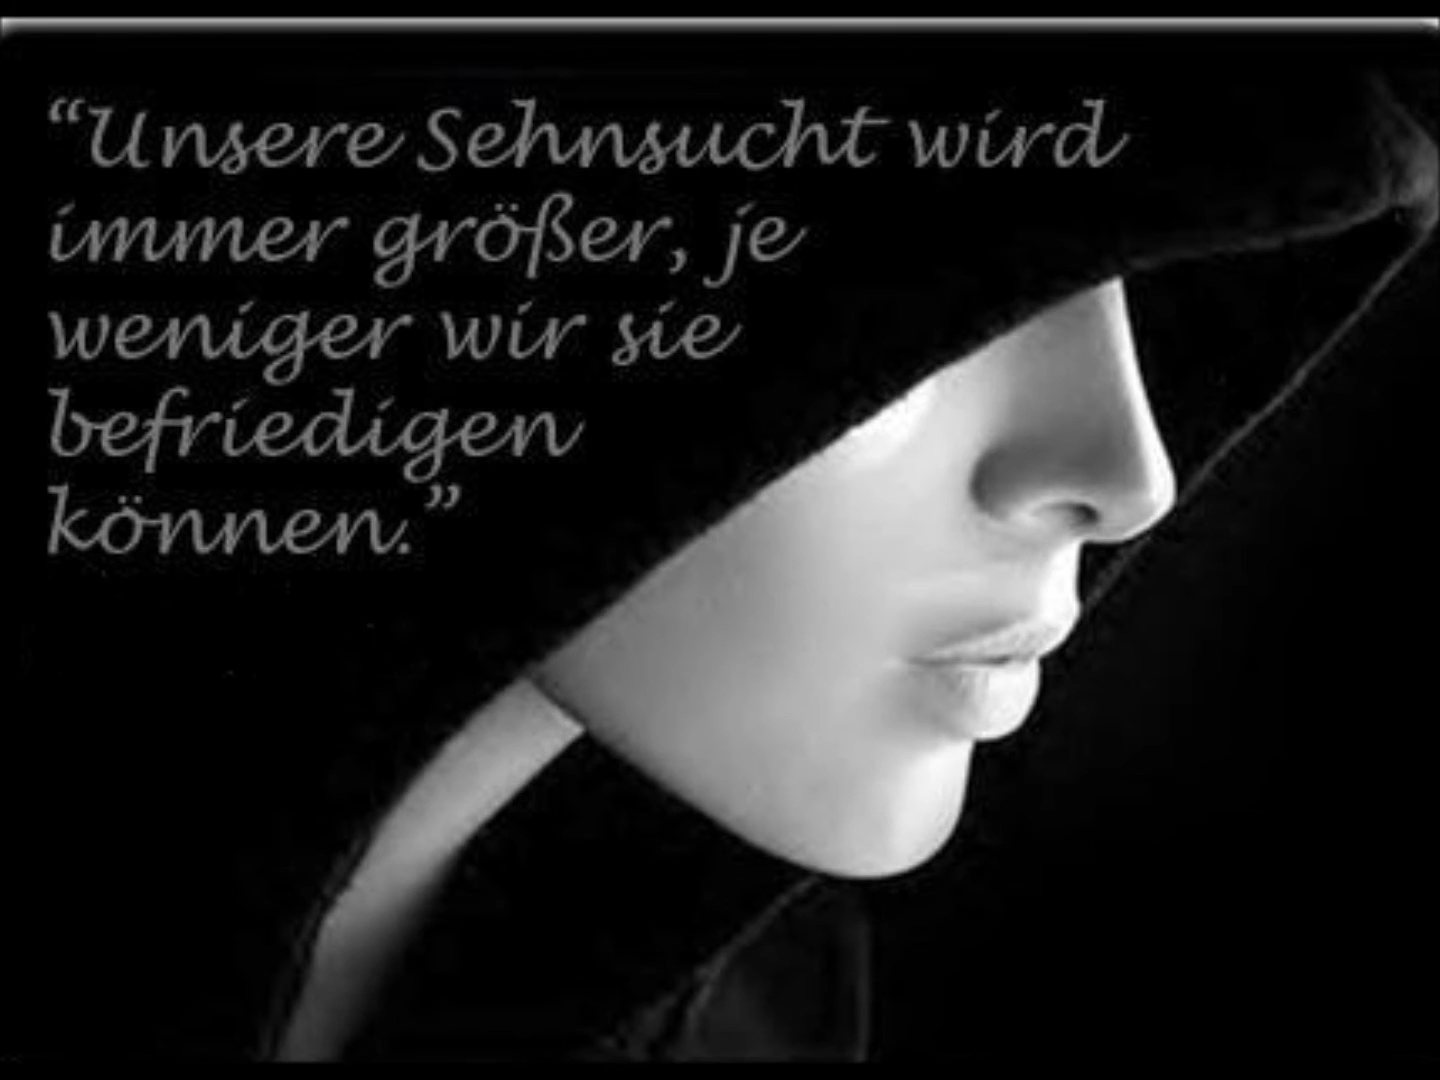 “Unsere Sehnsucht wird
immer größer, je
weniger wir sie
befriedigen
können.”